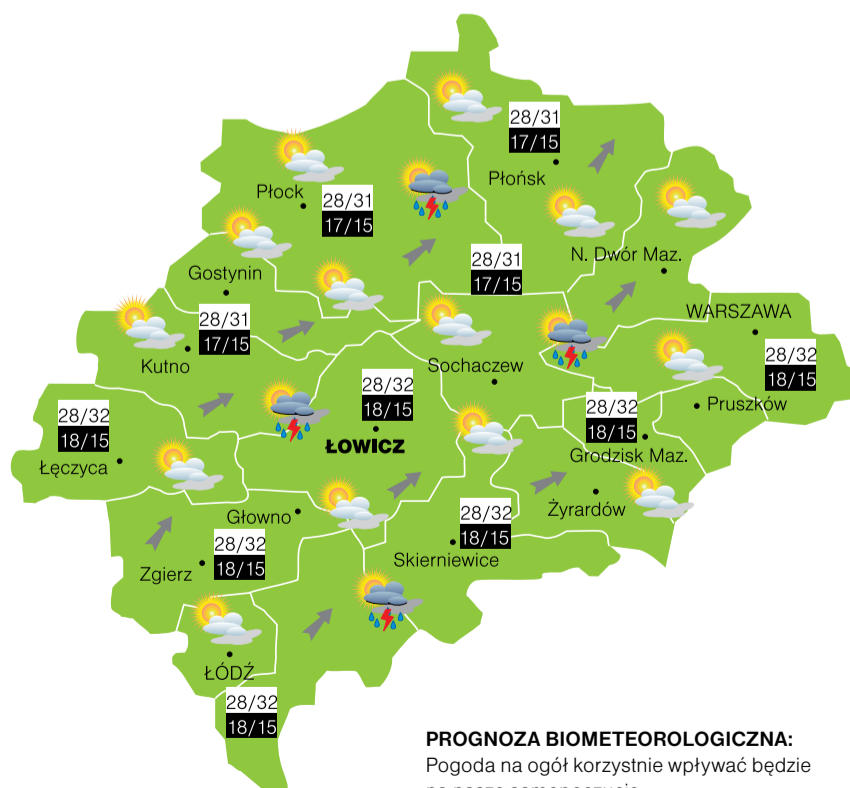 28/31
17/15
Płońsk
Płock
28/31
17/15
N. Dwór Maz.
Gostynin
28/31
17/15
WARSZAWA
28/31
17/15
Kutno
Sochaczew
28/32
18/15
28/32
18/15
Pruszków
28/32
18/15
28/32
18/15
ŁOWICZ
Grodzisk Maz.
Łęczyca
Żyrardów
Głowno
28/32
18/15
Skierniewice
28/32
18/15
Zgierz
ŁÓDŹ
28/32
18/15
PROGNOZA BIOMETEOROLOGICZNA:
Pogoda na ogół korzystnie wpływać będzie